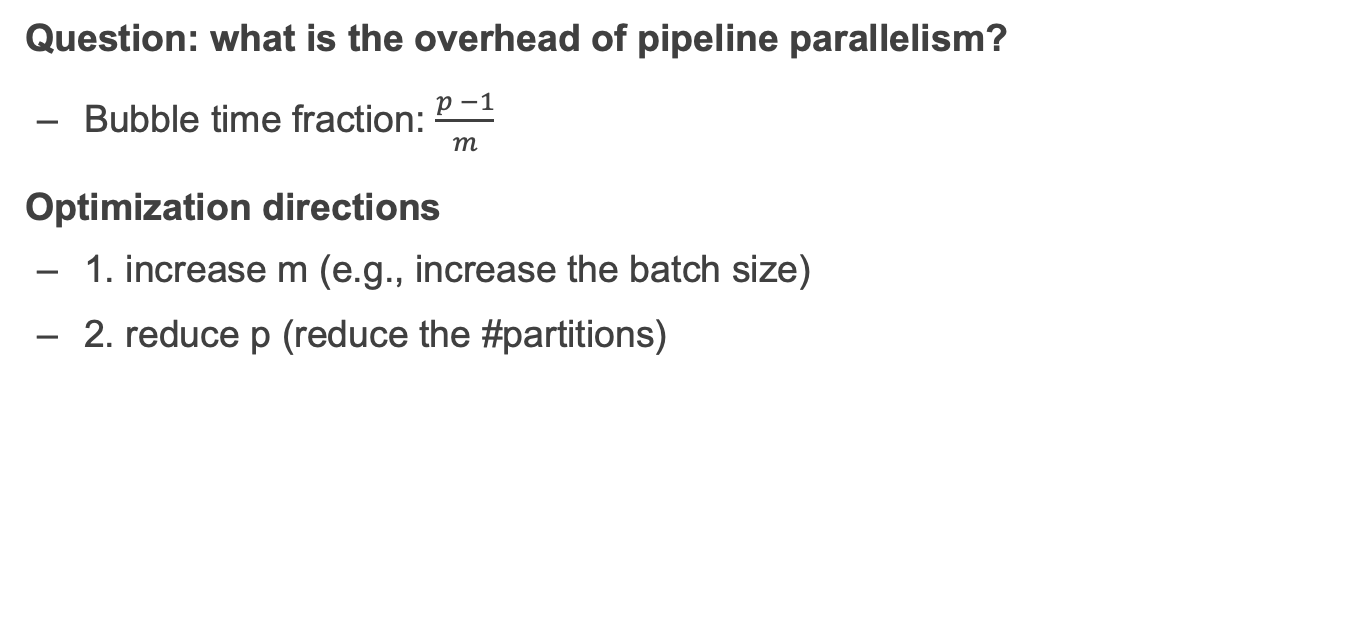 Question: what is the overhead of pipeline parallelism?
– Bubble time fraction: \frac{p-1}{m}
Optimization directions
– 1. increase m (e.g., increase the batch size)
– 2. reduce p (reduce the #partitions)